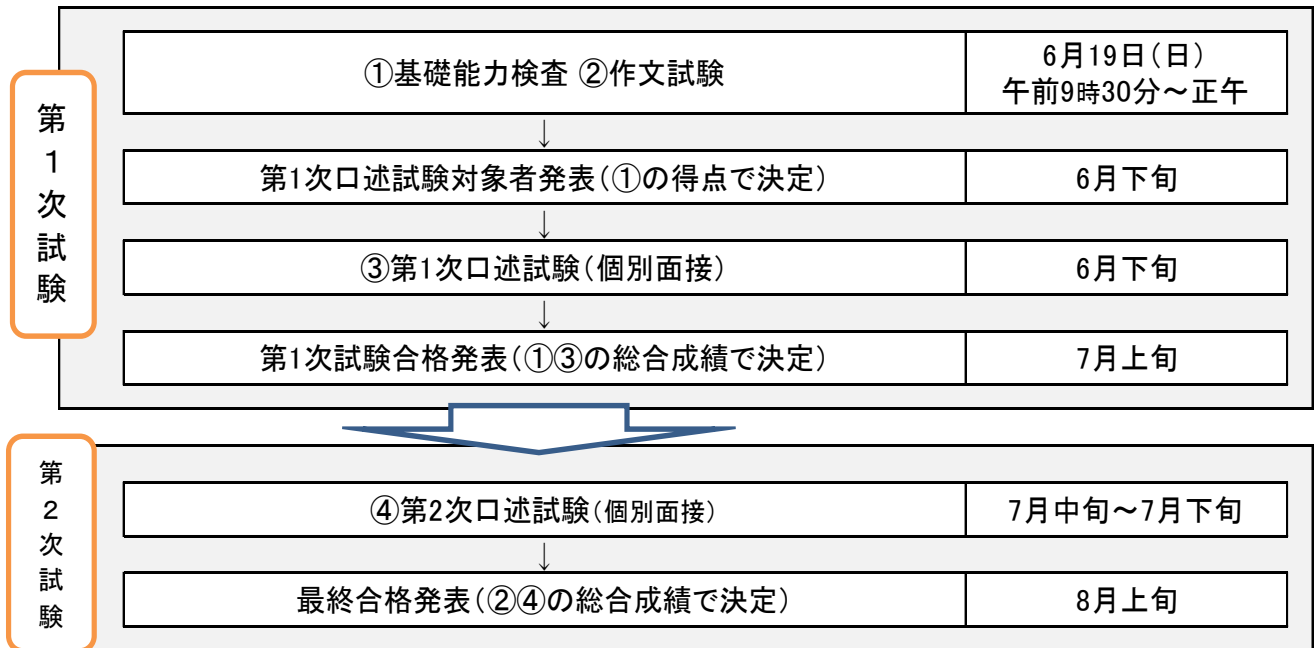 第1次試験
①基礎能力検査 ②作文試験
6月19日(日)
午前9時30分～正午
↓
第1次口述試験対象者発表(①の得点で決定)
6月下旬
↓
③第1次口述試験(個別面接)
6月下旬
↓
第1次試験合格発表(①③の総合成績で決定)
7月上旬
第2次試験
④第2次口述試験(個別面接)
7月中旬～7月下旬
↓
最終合格発表(②④の総合成績で決定)
8月上旬